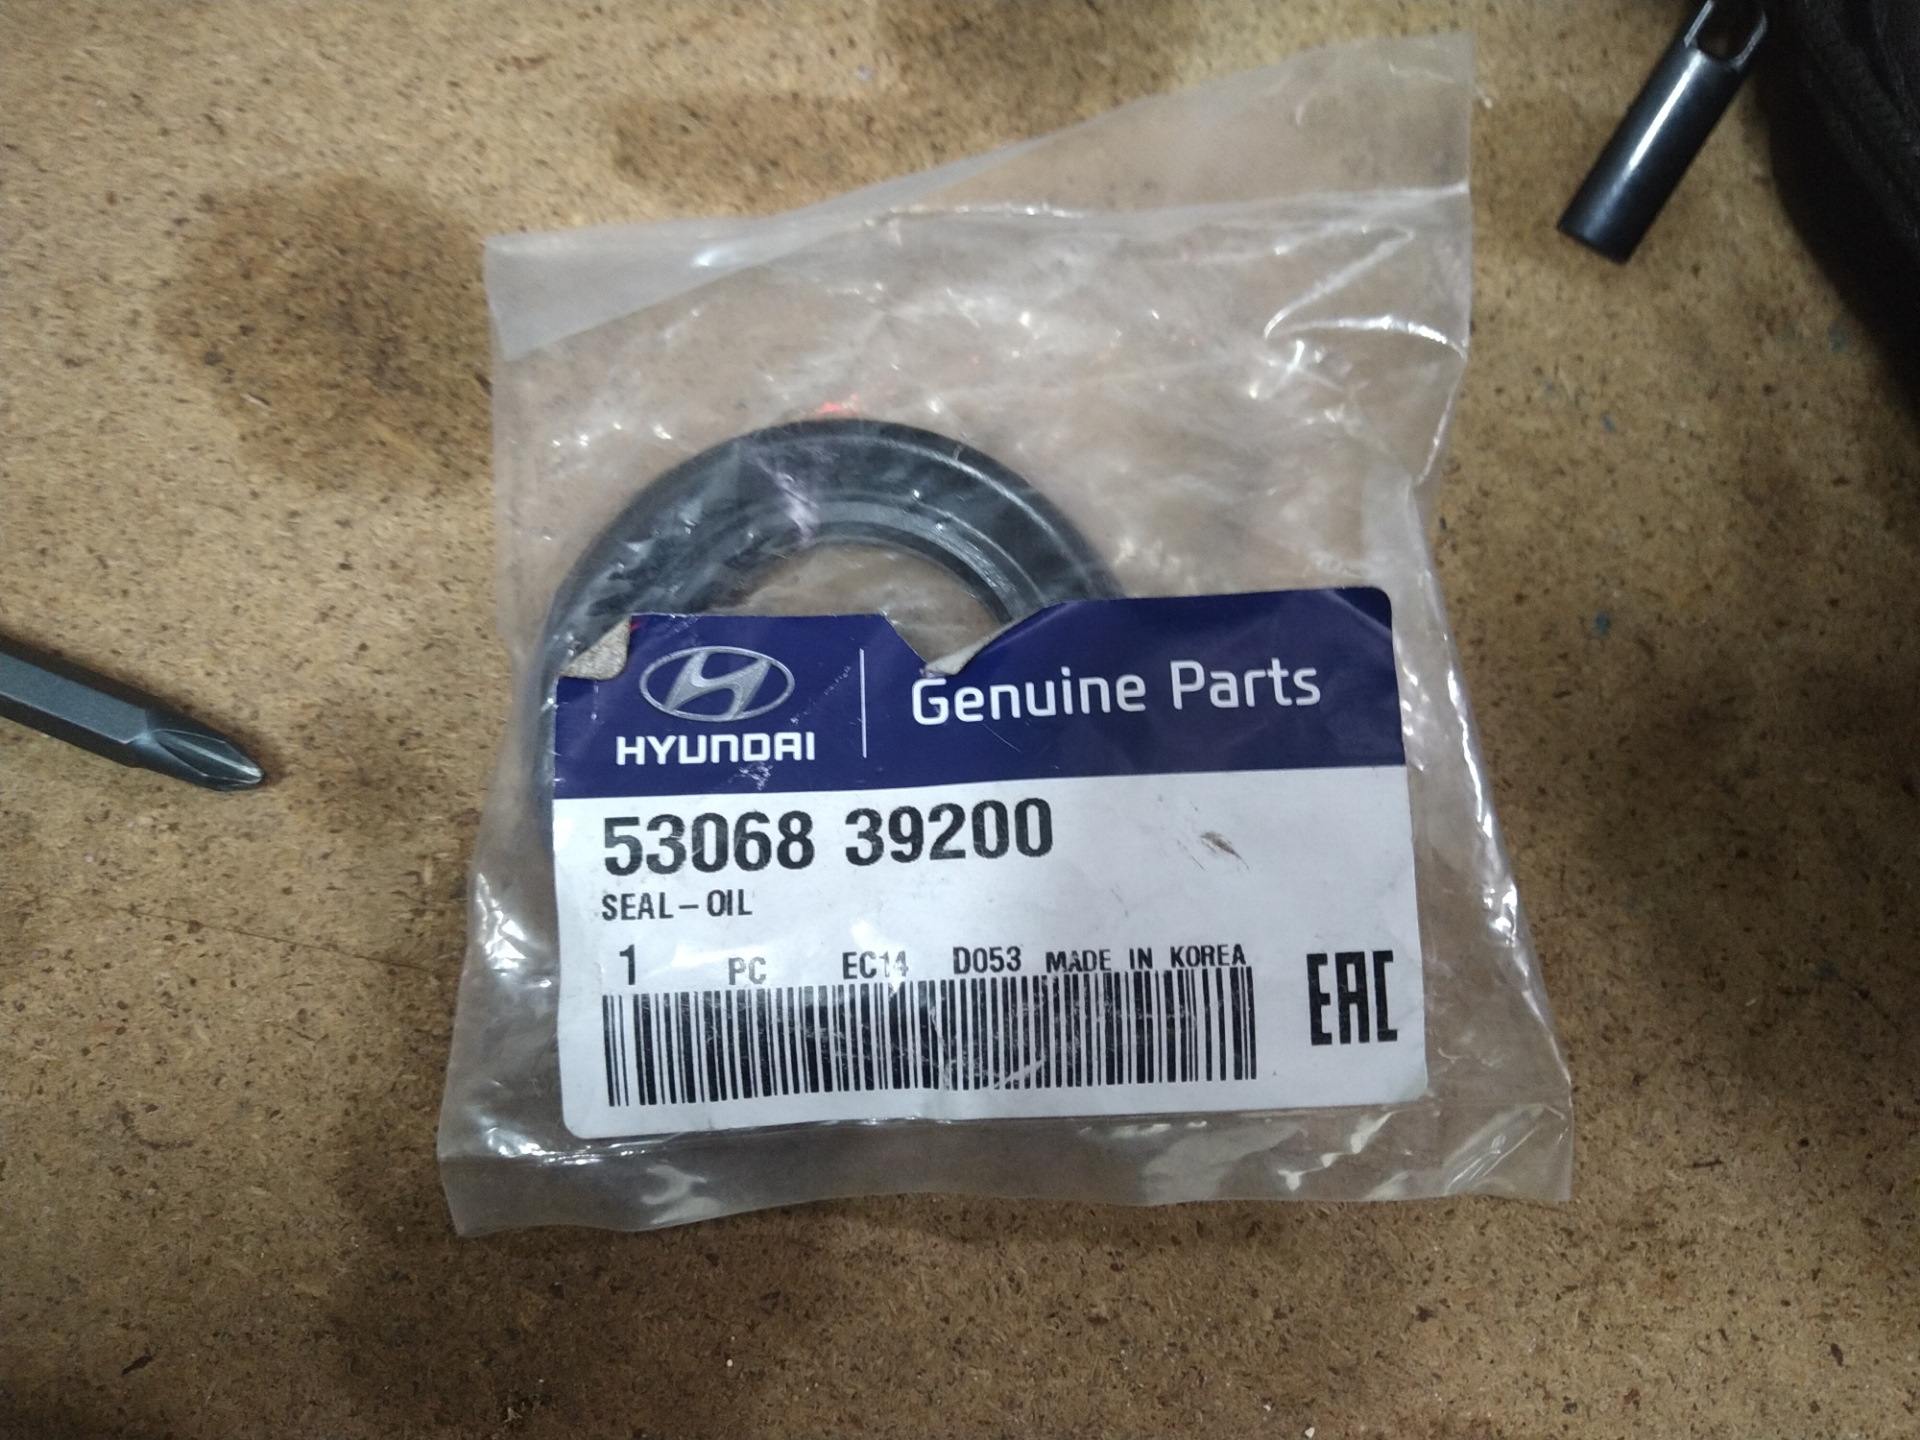 HYUNDAI
Genuine Parts
53068 39200
SEAL-OIL
1 PC EC14 D053 MADE IN KOREA
EAC